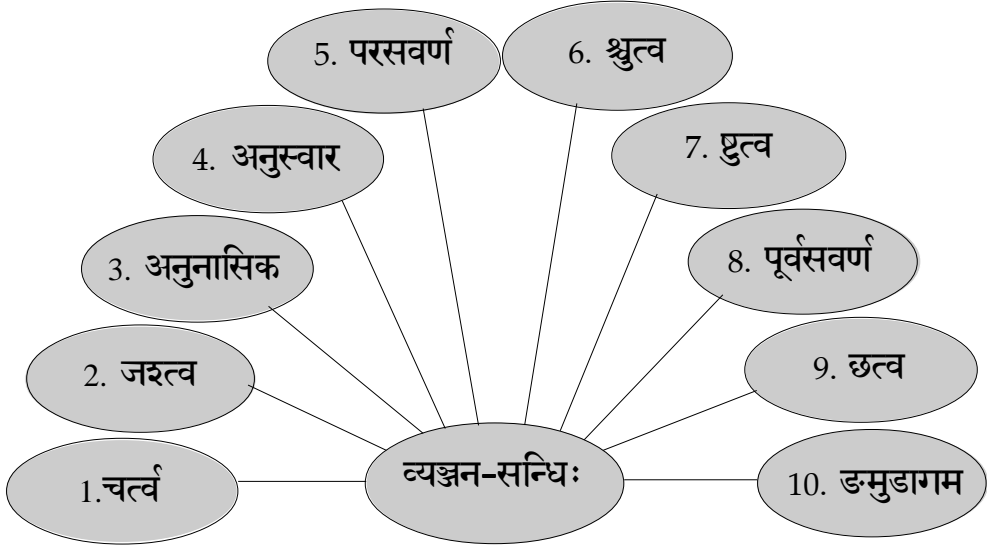 1.चर्त्व
2. जश्त्व
3. अनुनासिक
4. अनुस्वार
5. परसवर्ण
6. श्चुत्व
7. ष्टुत्व
8. पूर्वसवर्ण
9. छत्व
10. ङमुडागम
व्यञ्जन-सन्धिः